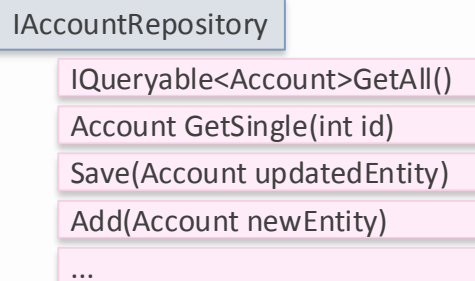 IAccountRepository
IQueryable<Account>GetAll()
Account GetSingle(int id)
Save(Account updatedEntity)
Add(Account newEntity)
...